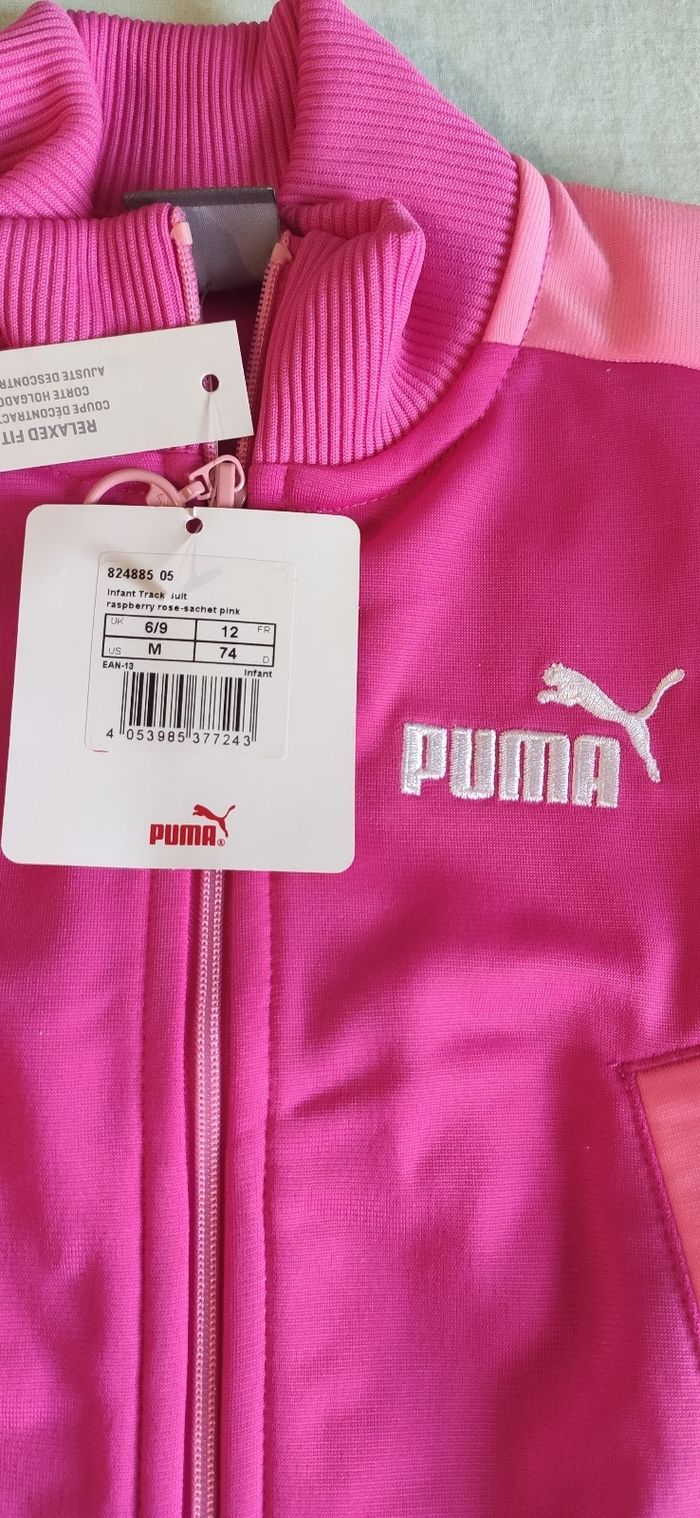 RELAXED FIT
COUPE DÉCONTRACT
CORTE HOLGADO
AJUSTE DESCONTR
824885 05
Infant Track Suit
raspberry rose-sachet pink
UK 6/9 12 FR
US M 74 D
EAN-13 Infant
4 053985 377243
PUMA®
PUMA